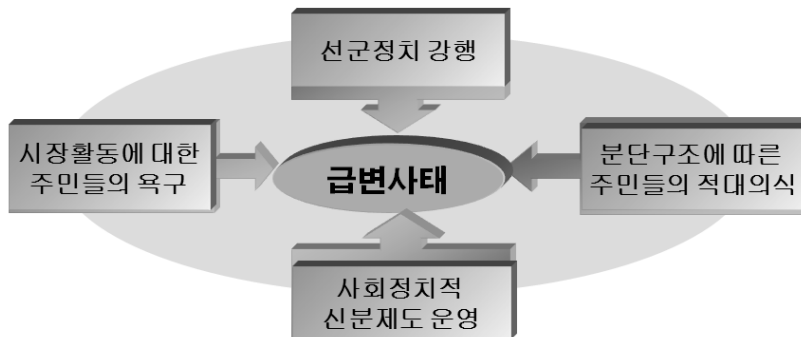 선군정치 강행
시장활동에 대한
주민들의 욕구
급변사태
분단구조에 따른
주민들의 적대의식
사회정치적
신분제도 운영